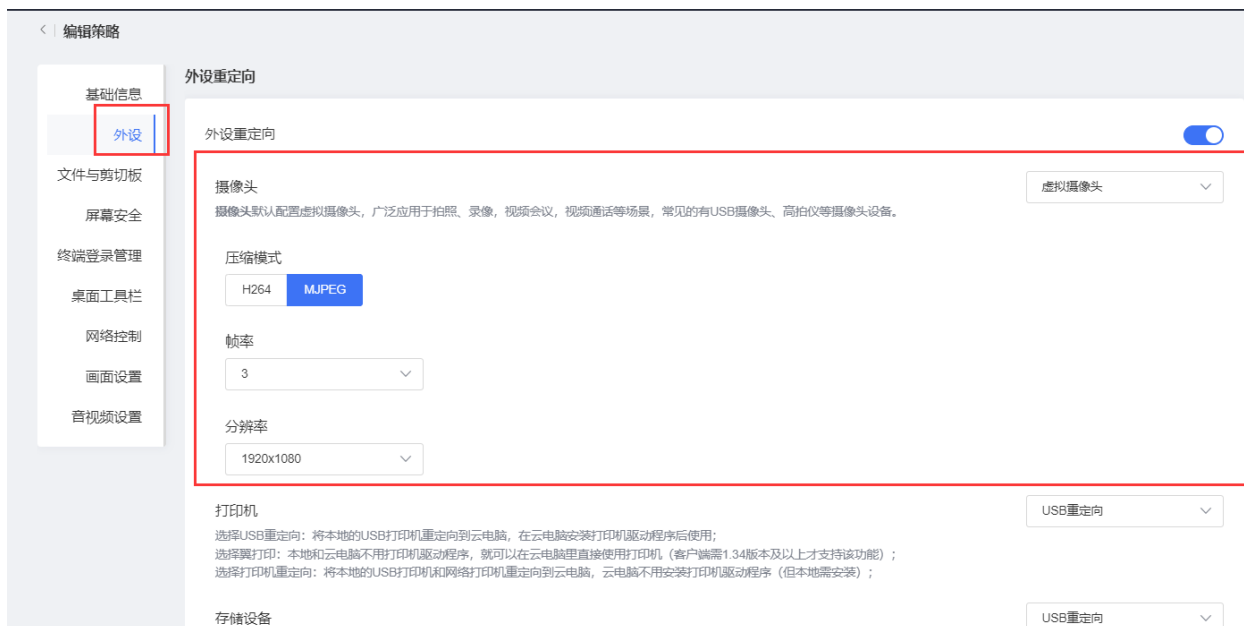 编辑策略
基础信息
外设
文件与剪切板
屏幕安全
终端登录管理
桌面工具栏
网络控制
画面设置
音视频设置
外设重定向
外设重定向
摄像头
虚拟摄像头
摄像头默认配置虚拟摄像头，广泛应用于拍照、录像，视频会议，视频通话等场景，常见的有USB摄像头、高拍仪等摄像头设备。
压缩模式
H264 MJPEG
帧率
3
分辨率
1920x1080
打印机
USB重定向
选择USB重定向：将本地的USB打印机重定向到云电脑，在云电脑安装打印机驱动程序后使用；
选择翼打印：本地和云电脑不用打印机驱动程序，就可以在云电脑里直接使用打印机（客户端需1.34版本及以上才支持该功能）；
选择打印机重定向：将本地的USB打印机和网络打印机重定向到云电脑，云电脑不用安装打印机驱动程序（但本地需安装）；
存储设备
USB重定向